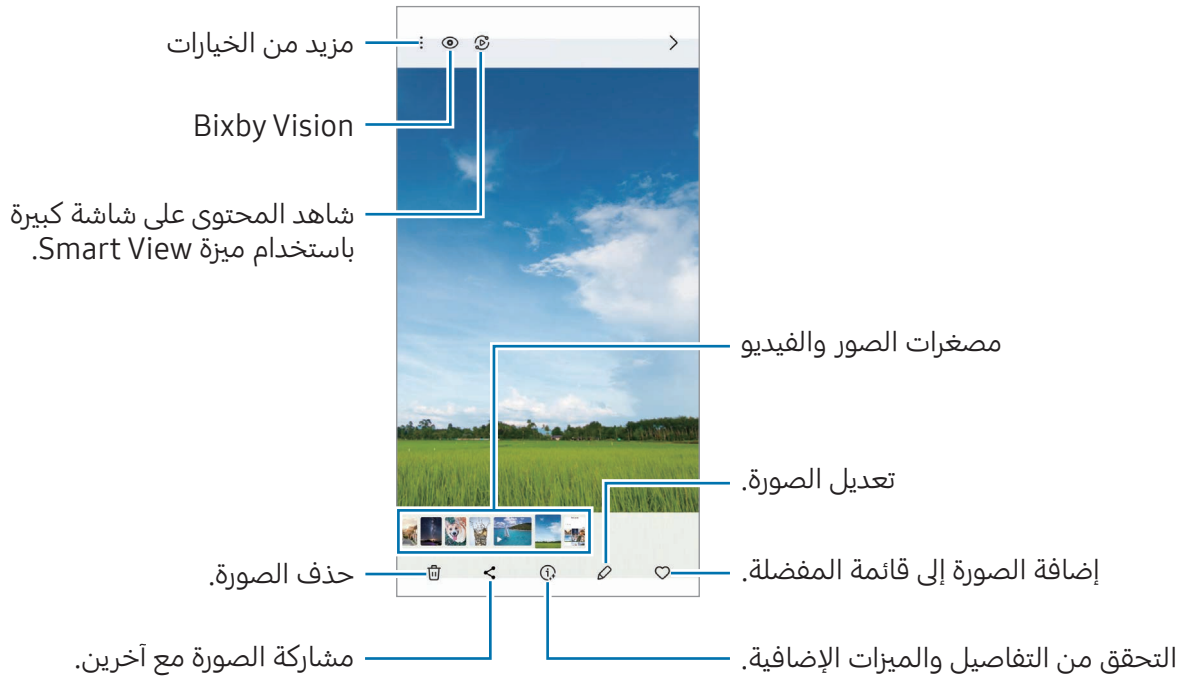 مزيد من الخيارات
Bixby Vision
شاهد المحتوى على شاشة كبيرة
باستخدام ميزة Smart View.
مصغرات الصور والفيديو
تعديل الصورة.
إضافة الصورة إلى قائمة المفضلة.
حذف الصورة.
التحقق من التفاصيل والميزات الإضافية.
مشاركة الصورة مع آخرين.